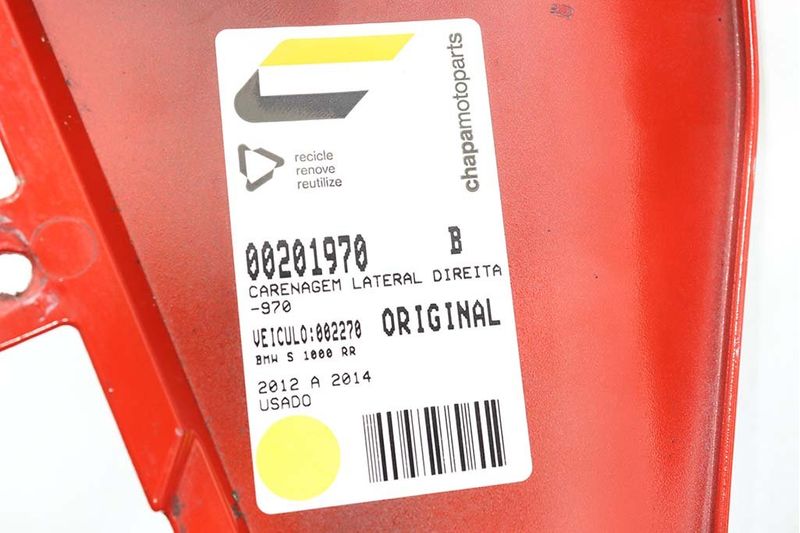 chapamotoparts
recicle
renove
reutilize
00201970 B
CARENAGEM LATERAL DIREITA
-970
VEICULO:002270 ORIGINAL
BMW S 1000 RR
2012 A 2014
USADO